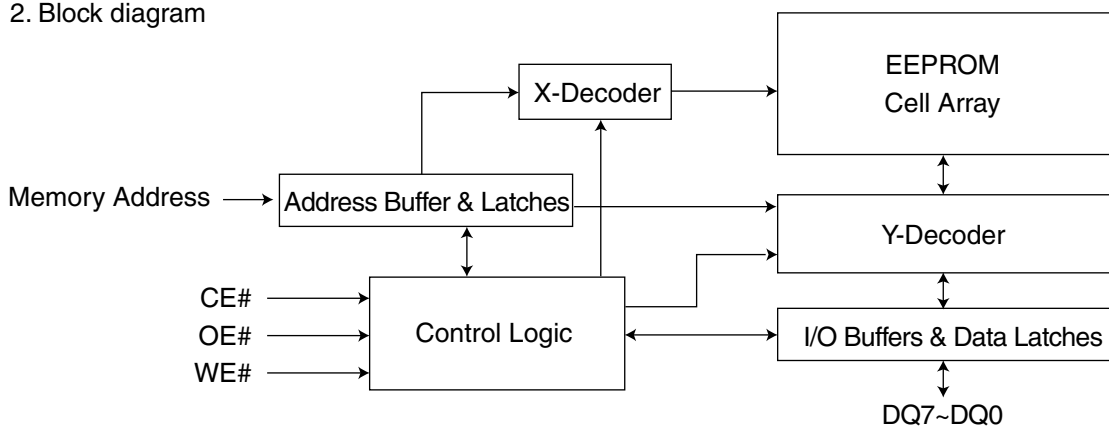 2. Block diagram
EEPROM
Cell Array
X-Decoder
Memory Address
Address Buffer & Latches
Y-Decoder
CE#
OE#
WE#
Control Logic
I/O Buffers & Data Latches
DQ7~DQ0